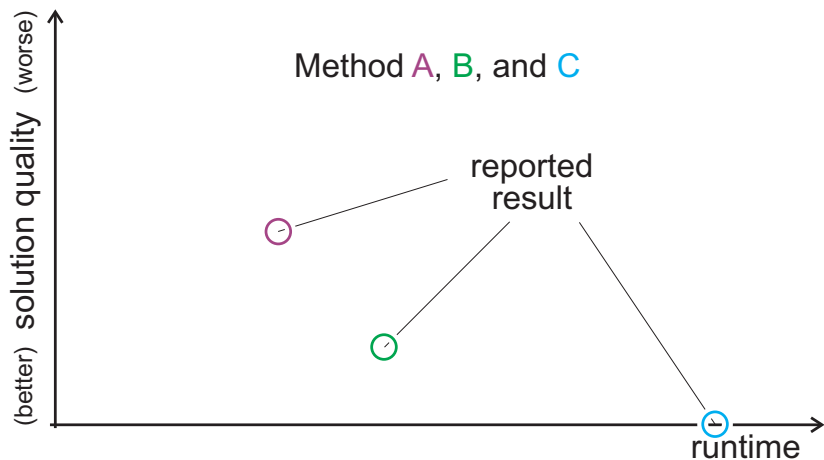 Method A, B, and C
reported
result
(better) solution quality (worse)
runtime